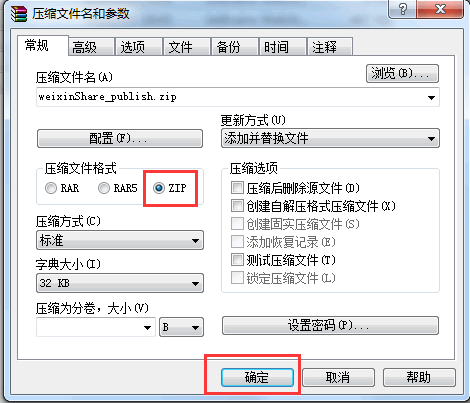 压缩文件名和参数
常规 高级 选项 文件 备份 时间 注释
压缩文件名(A)
浏览(B)...
weixinShare_publish.zip
更新方式(U)
配置(F)...
添加并替换文件
压缩文件格式
RAR RAR5 ZIP
压缩选项
压缩后删除源文件(D)
创建自解压格式压缩文件(X)
创建固实压缩文件(S)
添加恢复记录(E)
测试压缩文件(T)
锁定压缩文件(L)
压缩方式(C)
标准
字典大小(I)
32 KB
压缩为分卷，大小(V)
B
设置密码(P)...
确定 取消 帮助